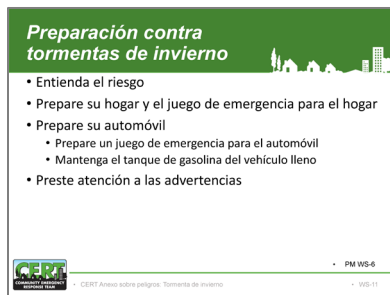 Preparación contra
tormentas de invierno
• Entienda el riesgo
• Prepare su hogar y el juego de emergencia para el hogar
• Prepare su automóvil
• Prepare un juego de emergencia para el automóvil
• Mantenga el tanque de gasolina del vehículo lleno
• Preste atención a las advertencias
• PM WS-6
CERT
COMMUNITY EMERGENCY
RESPONSE TEAM
• CERT Anexo sobre peligros: Tormenta de invierno
• WS-11